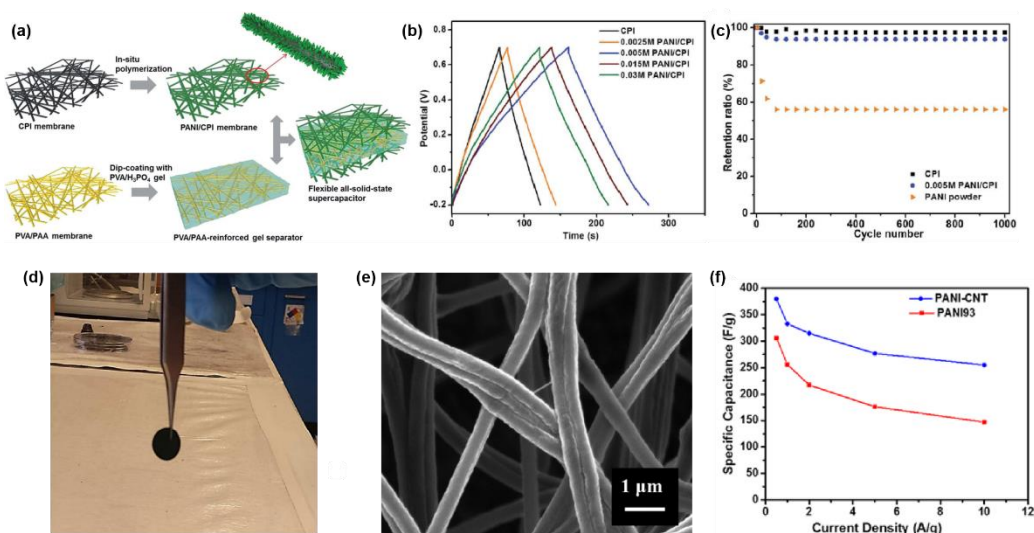 (a)
In-situ
polymerization
CPI membrane
PANI/CPI membrane
Dip-coating with
PVA/H₃PO₄ gel
Flexible all-solid-state
supercapacitor
PVA/PAA membrane
PVA/PAA-reinforced gel separator
(b)
CPI
0.0025M PANI/CPI
0.005M PANI/CPI
0.015M PANI/CPI
0.03M PANI/CPI
Potential (V)
0.8
0.4
0.0
-0.2
0 100 200 300
Time (s)
(c)
Retention ratio (%)
100
80
60
40
20
0
CPI
0.005M PANI/CPI
PANI powder
0 200 400 600 800 1000
Cycle number
(d)
(e)
1 µm
(f)
Specific Capacitance (F/g)
400
350
300
250
200
150
100
50
0
PANI-CNT
PANI93
0 2 4 6 8 10 12
Current Density (A/g)